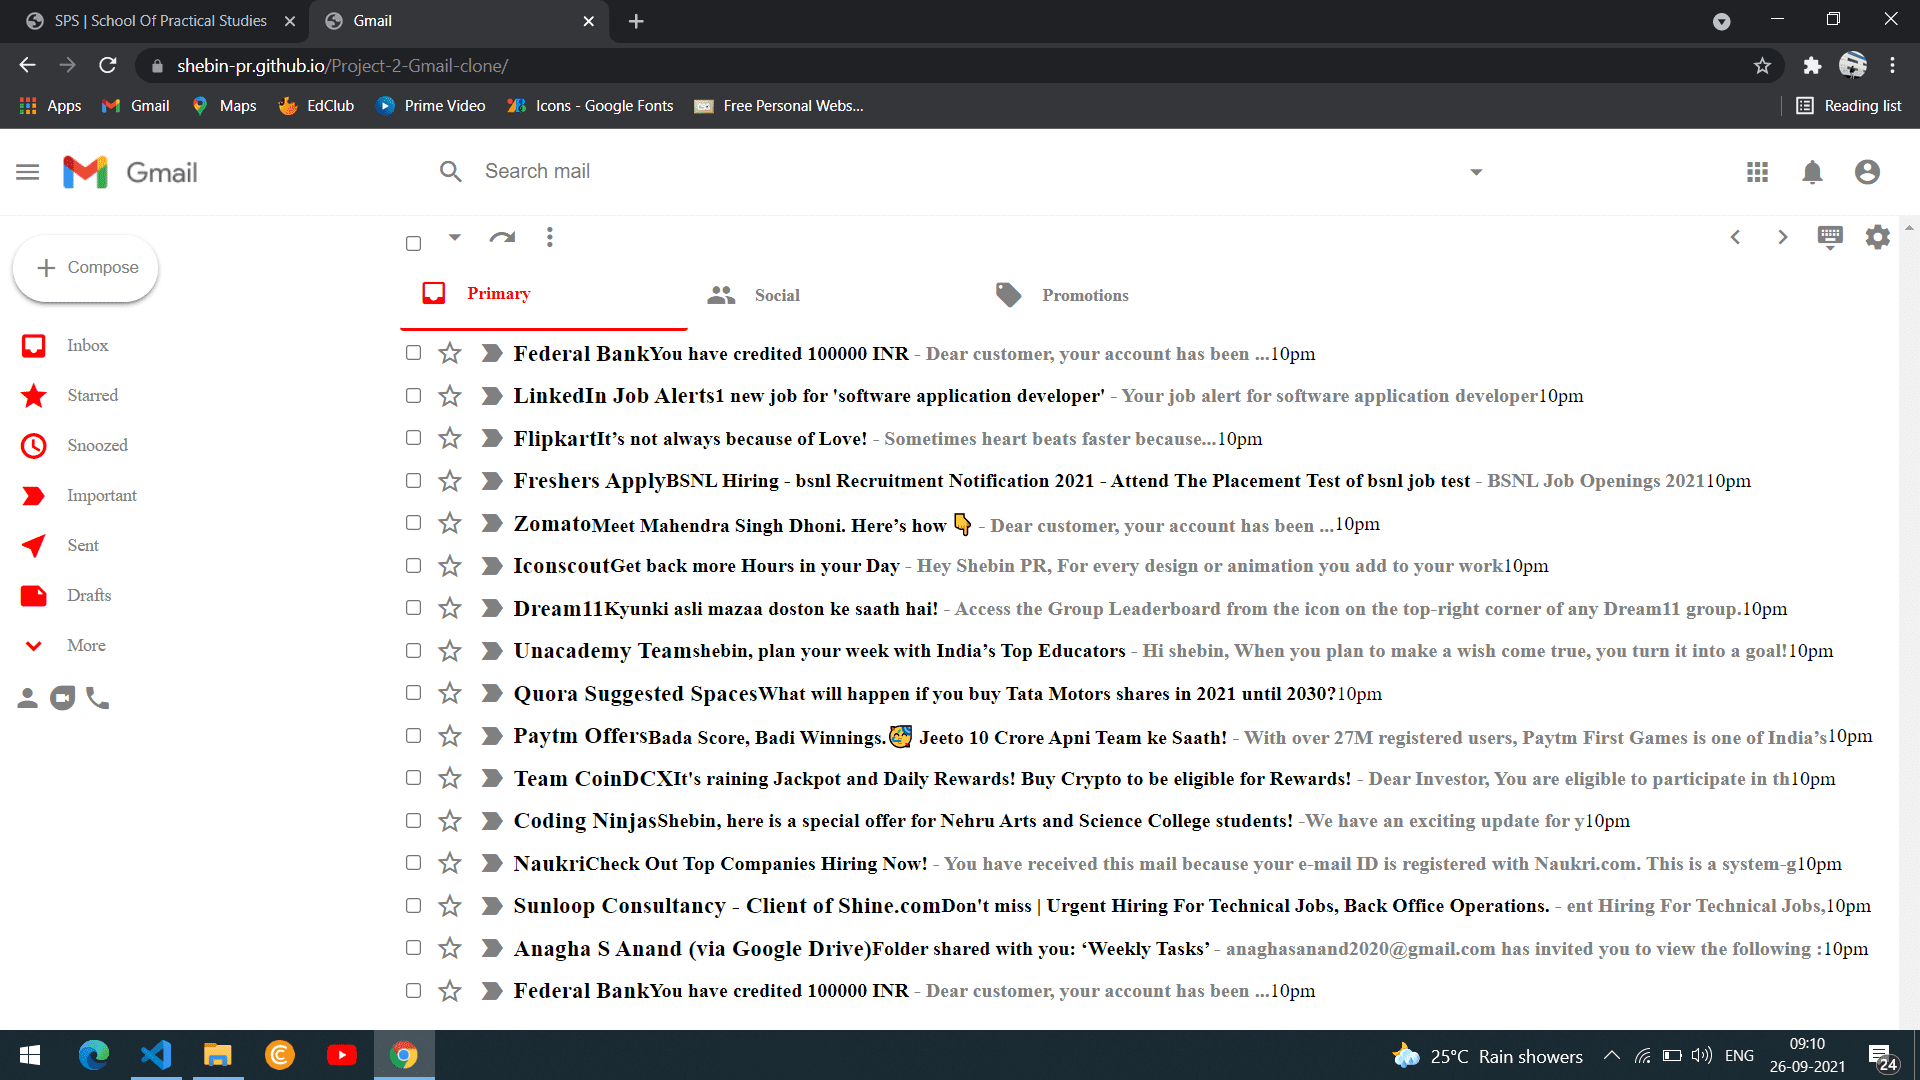 SPS | School Of Practical Studies
Gmail
shebin-pr.github.io/Project-2-Gmail-clone/
Apps Gmail Maps EdClub Prime Video Icons - Google Fonts Free Personal Webs... Reading list
Gmail Search mail
Compose
Primary Social Promotions
Inbox
Starred
Snoozed
Important
Sent
Drafts
More
Federal BankYou have credited 100000 INR - Dear customer, your account has been ...10pm
LinkedIn Job Alerts1 new job for 'software application developer' - Your job alert for software application developer10pm
FlipkartIt’s not always because of Love! - Sometimes heart beats faster because...10pm
Freshers ApplyBSNL Hiring - bsnl Recruitment Notification 2021 - Attend The Placement Test of bsnl job test - BSNL Job Openings 202110pm
ZomatoMeet Mahendra Singh Dhoni. Here’s how 👇 - Dear customer, your account has been ...10pm
IconscoutGet back more Hours in your Day - Hey Shebin PR, For every design or animation you add to your work10pm
Dream11Kyunki asli mazaa doston ke saath hai! - Access the Group Leaderboard from the icon on the top-right corner of any Dream11 group.10pm
Unacademy Teamshebin, plan your week with India’s Top Educators - Hi shebin, When you plan to make a wish come true, you turn it into a goal!10pm
Quora Suggested SpacesWhat will happen if you buy Tata Motors shares in 2021 until 2030?10pm
Paytm OffersBada Score, Badi Winnings.🥳 Jeeto 10 Crore Apni Team ke Saath! - With over 27M registered users, Paytm First Games is one of India’s10pm
Team CoinDCXIt's raining Jackpot and Daily Rewards! Buy Crypto to be eligible for Rewards! - Dear Investor, You are eligible to participate in th10pm
Coding NinjasShebin, here is a special offer for Nehru Arts and Science College students! -We have an exciting update for y10pm
NaukriCheck Out Top Companies Hiring Now! - You have received this mail because your e-mail ID is registered with Naukri.com. This is a system-g10pm
Sunloop Consultancy - Client of Shine.comDon't miss | Urgent Hiring For Technical Jobs, Back Office Operations. - ent Hiring For Technical Jobs,10pm
Anagha S Anand (via Google Drive)Folder shared with you: ‘Weekly Tasks’ - anaghasanand2020@gmail.com has invited you to view the following :10pm
Federal BankYou have credited 100000 INR - Dear customer, your account has been ...10pm
25°C Rain showers ENG
09:10
26-09-2021
24